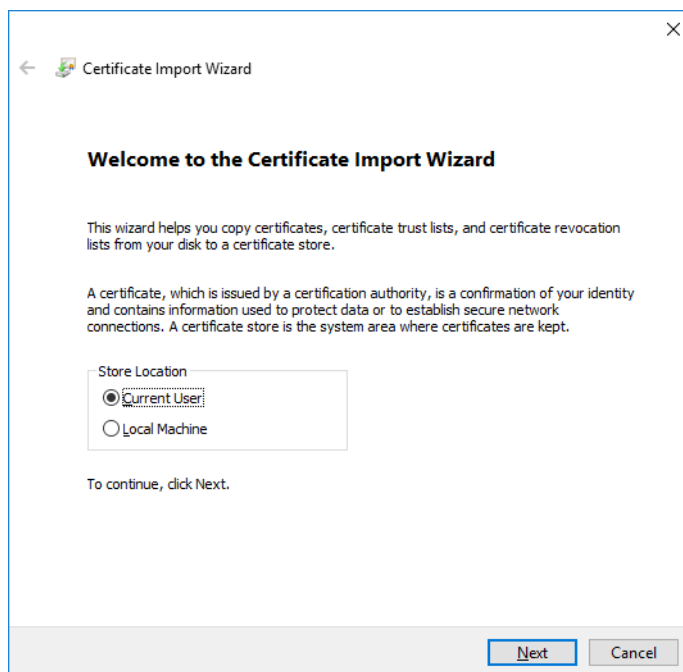 Certificate Import Wizard
Welcome to the Certificate Import Wizard
This wizard helps you copy certificates, certificate trust lists, and certificate revocation
lists from your disk to a certificate store.
A certificate, which is issued by a certification authority, is a confirmation of your identity
and contains information used to protect data or to establish secure network
connections. A certificate store is the system area where certificates are kept.
Store Location
Current User
Local Machine
To continue, click Next.
Next
Cancel